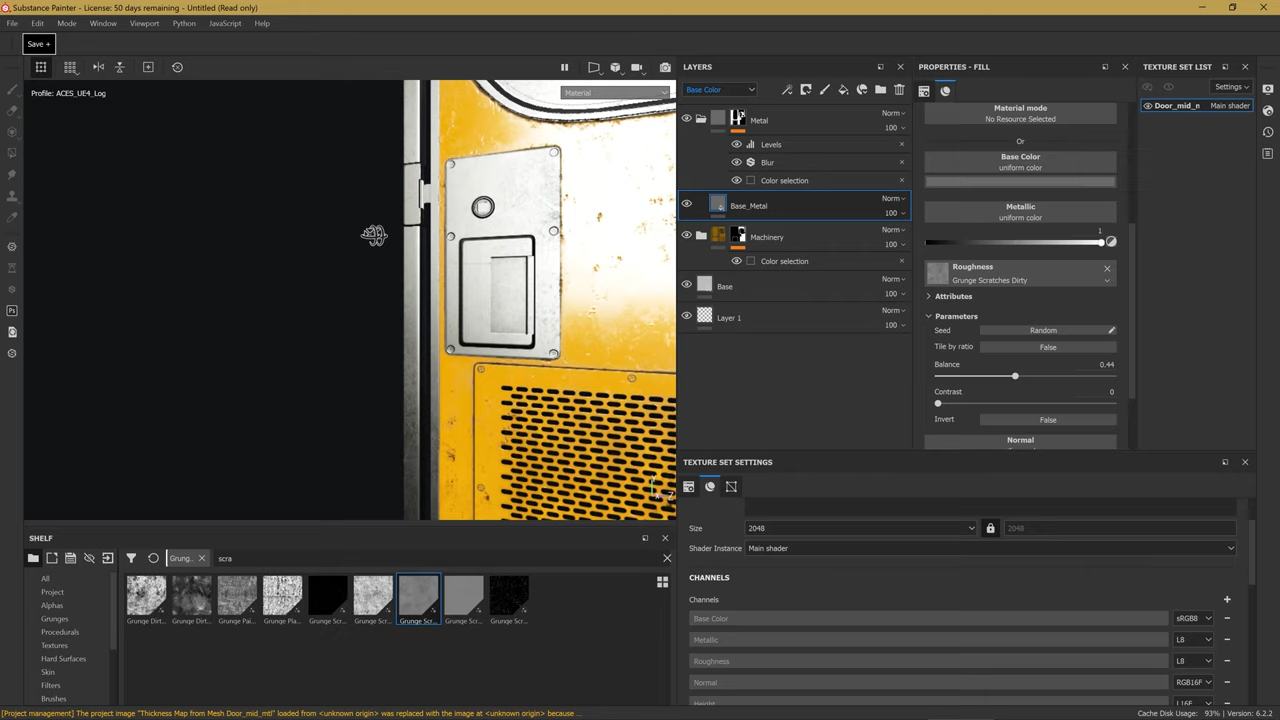 Substance Painter - License: 50 days remaining - Untitled (Read only)
File Edit Mode Window Viewport Python JavaScript Help
Save +
Profile: ACES_UE4_Log
Material
LAYERS
Base Color
Metal
Norm
100
Levels
Blur
Color selection
Base_Metal
Norm
100
Machinery
Norm
100
Color selection
Base
Norm
100
Layer 1
Norm
100
PROPERTIES - FILL
Material mode
No Resource Selected
Or
Base Color
uniform color
Metallic
uniform color
1
Roughness
Grunge Scratches Dirty
Attributes
Parameters
Seed Random
Tile by ratio False
Balance 0.44
Contrast 0
Invert False
Normal
TEXTURE SET LIST
Settings
Door_mid_n Main shader
TEXTURE SET SETTINGS
Size 2048 2048
Shader Instance Main shader
CHANNELS
Channels
Base Color sRGB8
Metallic L8
Roughness L8
Normal RGB16F
Height L16F
SHELF
Grung... scra
All
Project
Alphas
Grunges
Procedurals
Textures
Hard Surfaces
Skin
Filters
Brushes
Grunge Dirt... Grunge Dirt... Grunge Pai... Grunge Pla... Grunge Scr... Grunge Scr... Grunge Scr... Grunge Scr... Grunge Scr...
[Project management] The project image "Thickness Map from Mesh Door_mid_mtl" loaded from <unknown origin> was replaced with the image at <unknown origin> because ...
Cache Disk Usage: 93% | Version: 6.2.2